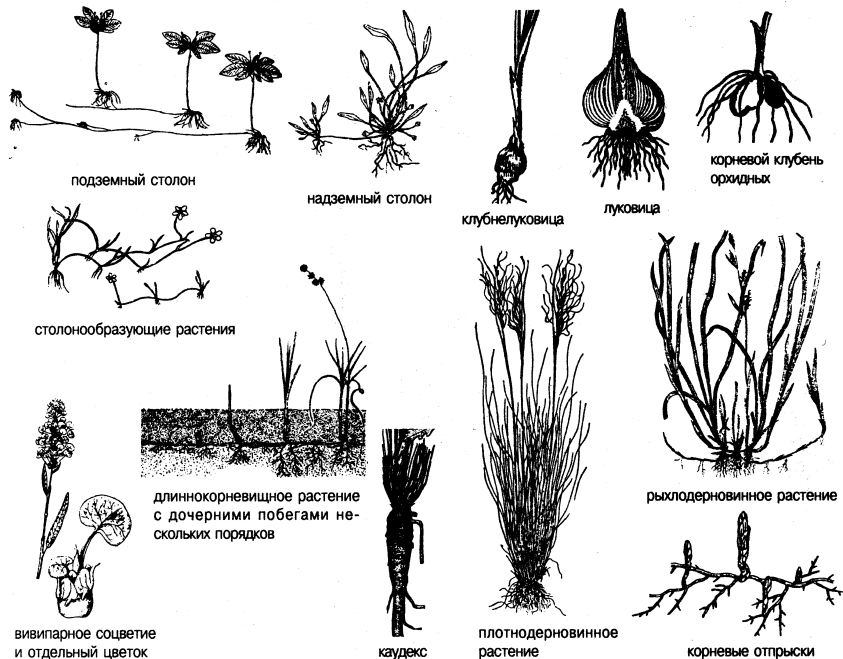 подземный столон
надземный столон
клубнелуковица
луковица
корневой клубень
орхидных
столонообразующие растения
длиннокорневищное растение
с дочерними побегами не-
скольких порядков
рыхлодерновинное растение
вивипарное соцветие
и отдельный цветок
каудекс
плотнодерновинное
растение
корневые отпрыски